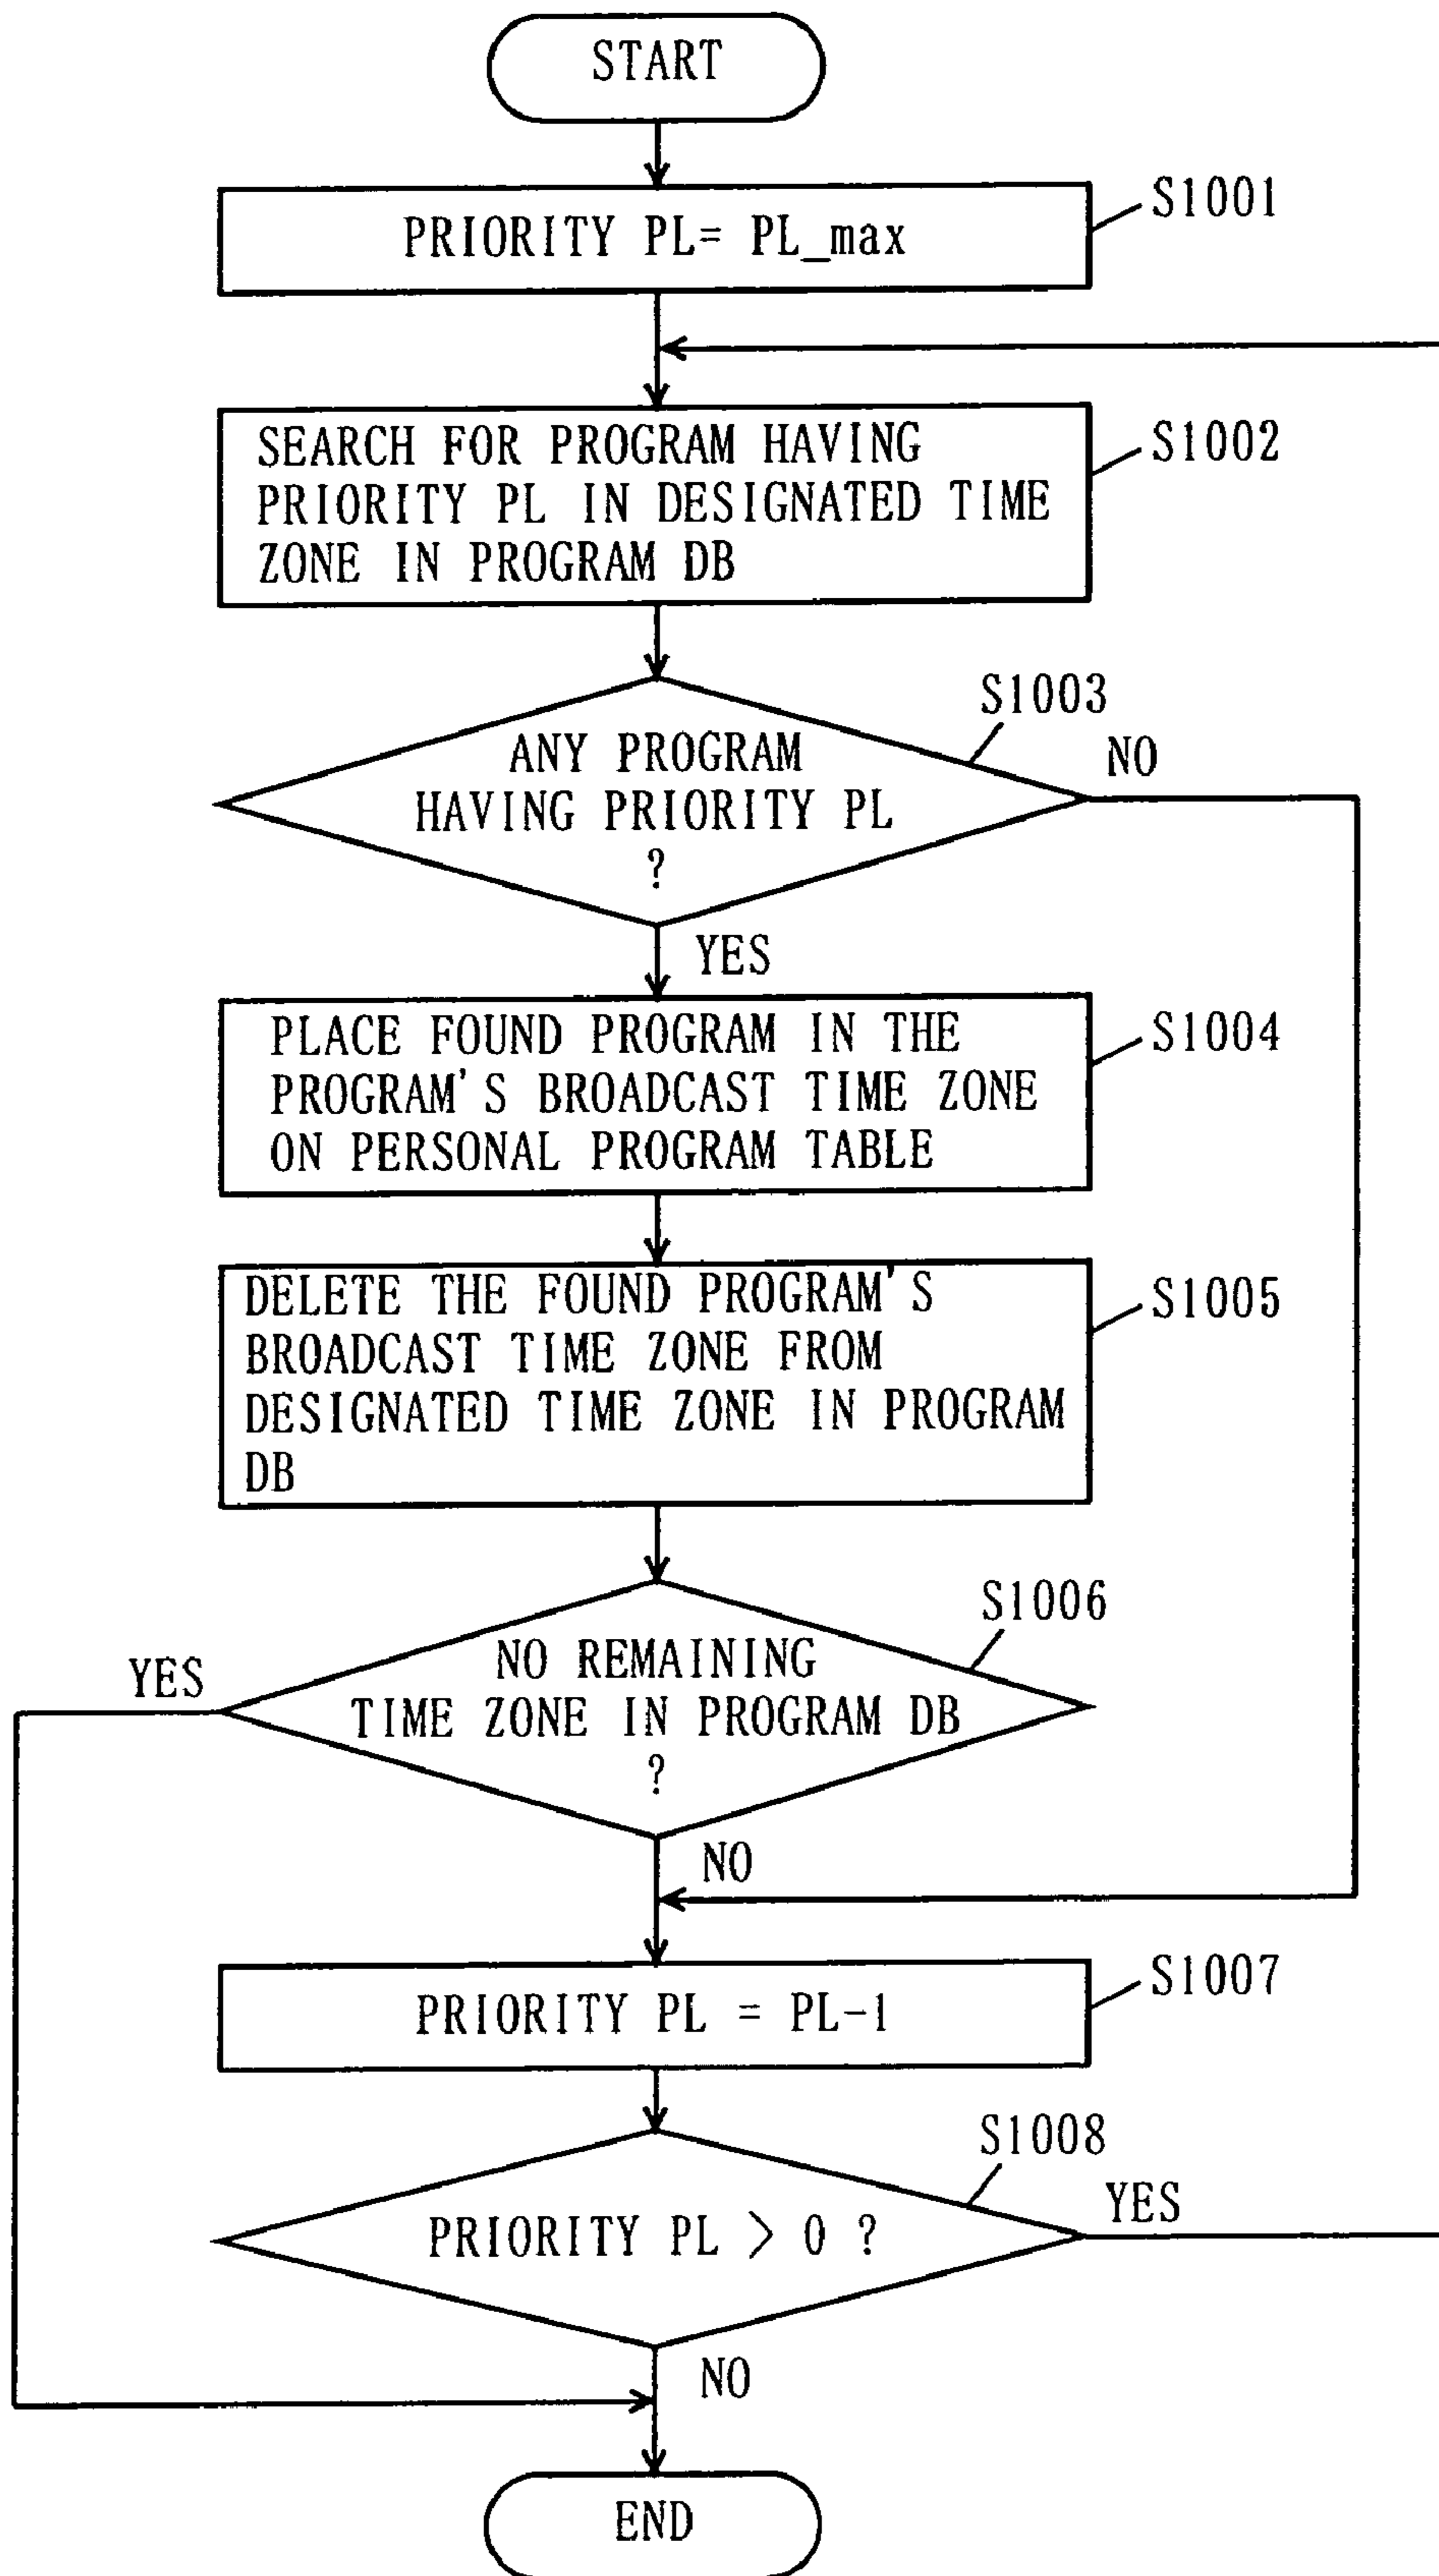 START
PRIORITY PL= PL_max
S1001
SEARCH FOR PROGRAM HAVING
PRIORITY PL IN DESIGNATED TIME
ZONE IN PROGRAM DB
S1002
S1003
ANY PROGRAM
HAVING PRIORITY PL
?
NO
YES
PLACE FOUND PROGRAM IN THE
PROGRAM'S BROADCAST TIME ZONE
ON PERSONAL PROGRAM TABLE
S1004
DELETE THE FOUND PROGRAM'S
BROADCAST TIME ZONE FROM
DESIGNATED TIME ZONE IN PROGRAM
DB
S1005
S1006
NO REMAINING
TIME ZONE IN PROGRAM DB
?
YES
NO
PRIORITY PL = PL-1
S1007
S1008
PRIORITY PL > 0 ?
YES
NO
END